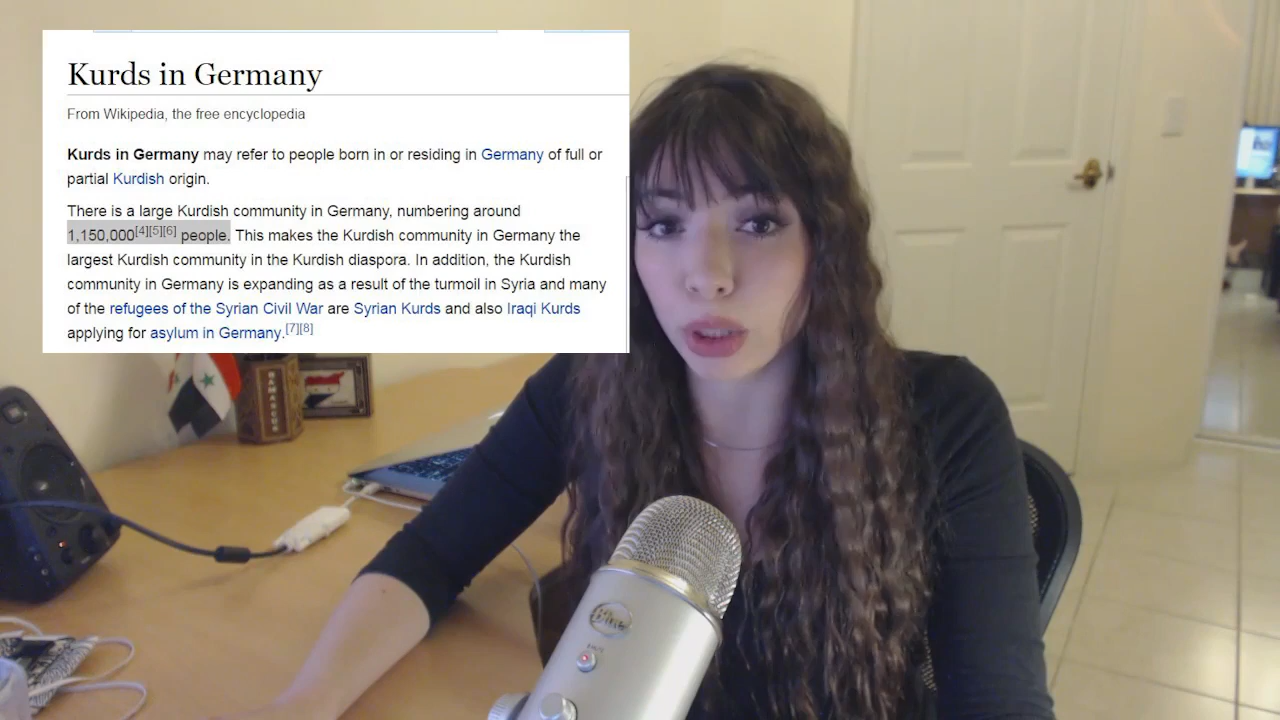 Kurds in Germany
From Wikipedia, the free encyclopedia
Kurds in Germany may refer to people born in or residing in Germany of full or
partial Kurdish origin.
There is a large Kurdish community in Germany, numbering around
1,150,000[4][5][6] people. This makes the Kurdish community in Germany the
largest Kurdish community in the Kurdish diaspora. In addition, the Kurdish
community in Germany is expanding as a result of the turmoil in Syria and many
of the refugees of the Syrian Civil War are Syrian Kurds and also Iraqi Kurds
applying for asylum in Germany.[7][8]
DAMASCUS
Blue